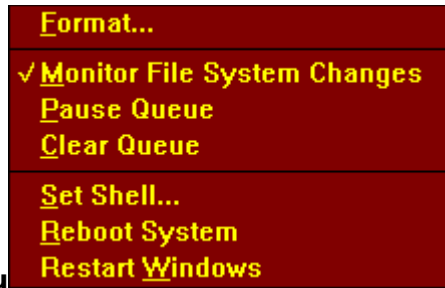 Format...
✓ Monitor File System Changes
Pause Queue
Clear Queue
Set Shell...
Reboot System
u Restart Windows